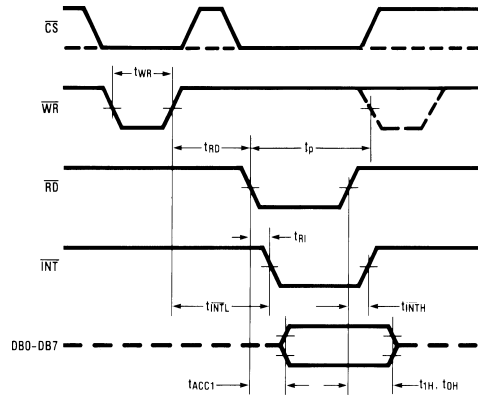 CS
tWR
WR
tRD
tP
RD
tRI
INT
tINTL
tINTH
DB0-DB7
tACC1
t1H, t0H